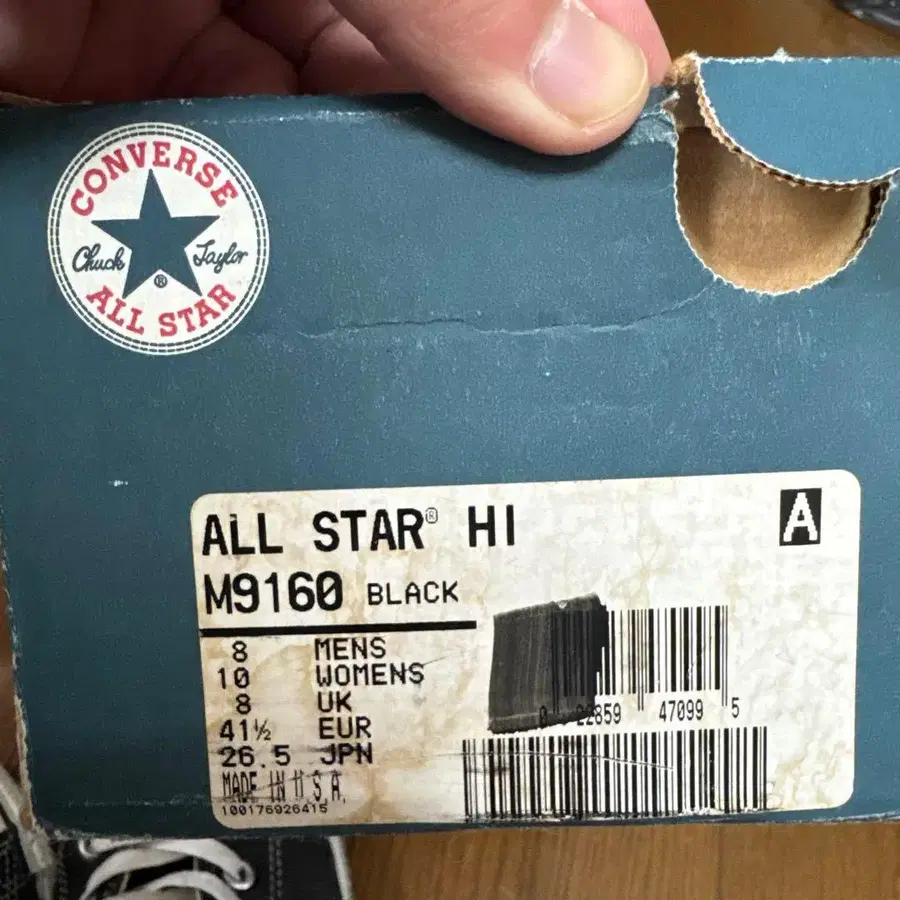 CONVERSE
Chuck Taylor
®
ALL STAR
ALL STAR® HI
A
M9160 BLACK
8 MENS
10 WOMENS
8 UK
41½ EUR
26.5 JPN
MADE IN U S A.
100176926415
0 22859 47099 5